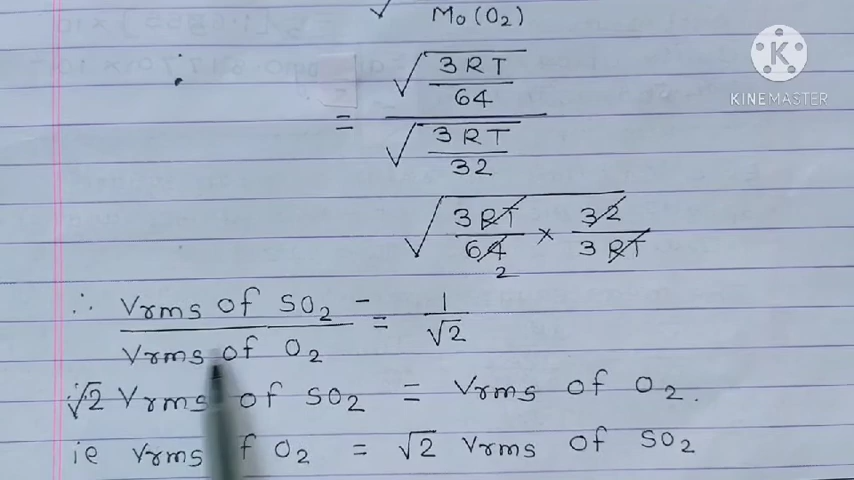 √ M₀(O₂)
= √(3RT/64) / √(3RT/32)
√(3RT/64 × 32/3RT)
2
∴ Vrms of SO₂ / Vrms of O₂ = 1/√2
∴ √2 Vrms of SO₂ = Vrms of O₂.
ie Vrms of O₂ = √2 Vrms of SO₂
KINEMASTER